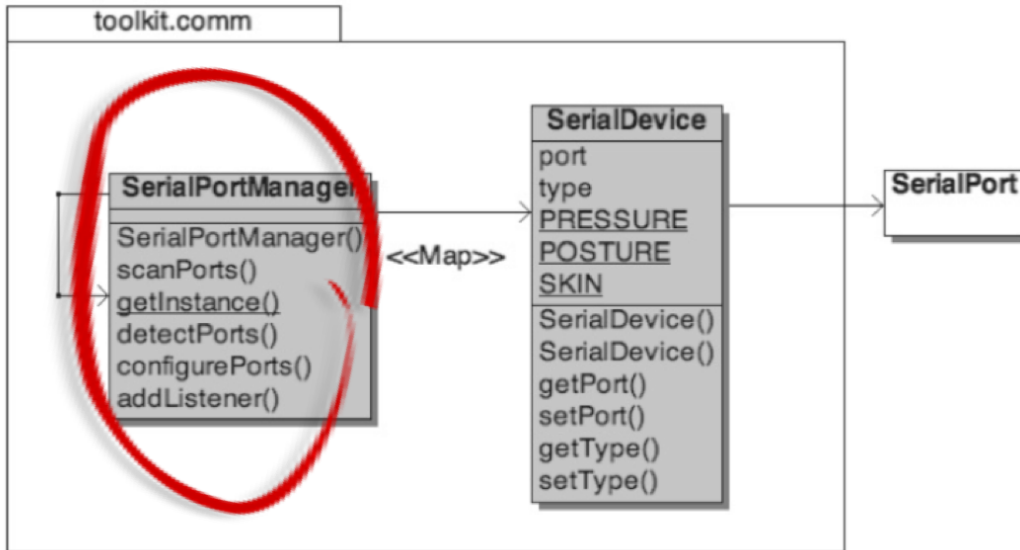 toolkit.comm
SerialPortManager
SerialPortManager()
scanPorts()
getInstance()
detectPorts()
configurePorts()
addListener()
<<Map>>
SerialDevice
port
type
PRESSURE
POSTURE
SKIN
SerialDevice()
SerialDevice()
getPort()
setPort()
getType()
setType()
SerialPort